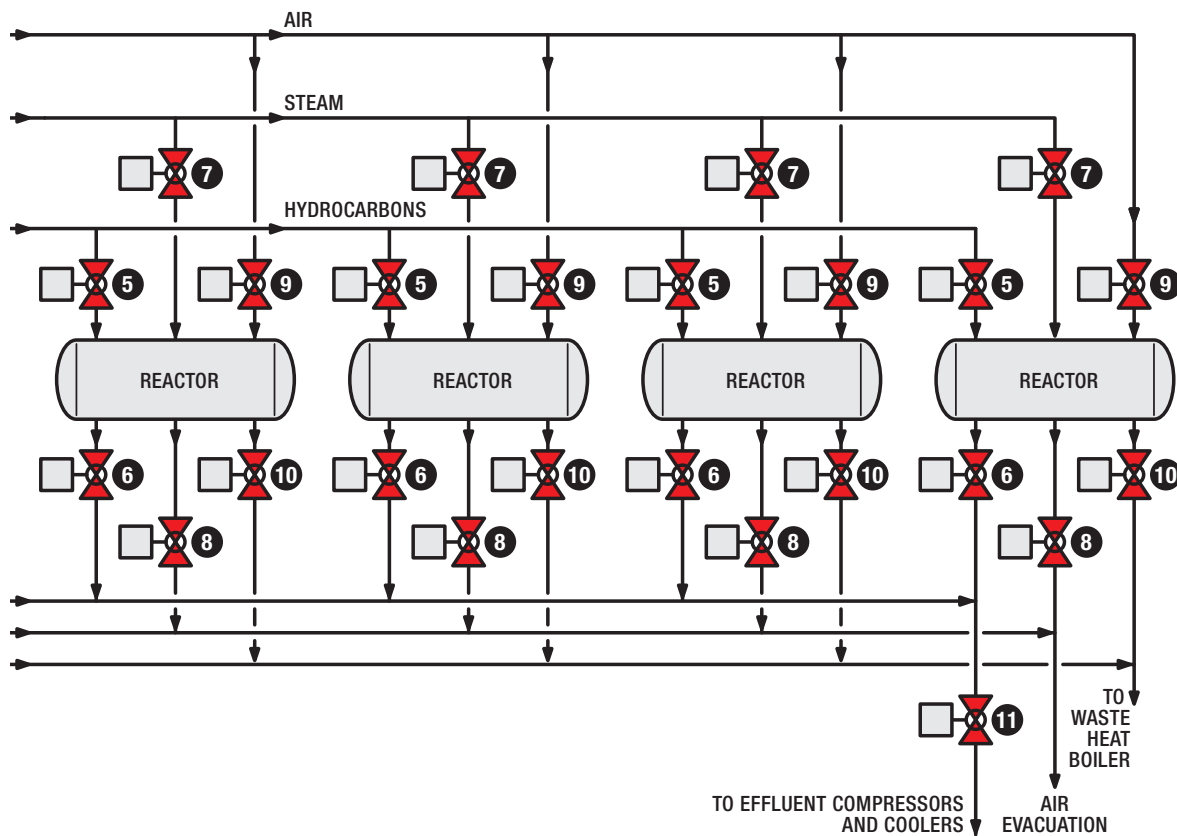 AIR
STEAM
7 7 7 7
HYDROCARBONS
5 9 5 9 5 9 5 9
REACTOR REACTOR REACTOR REACTOR
6 10 6 10 6 10 6 10
8 8 8 8
11
TO
WASTE
HEAT
BOILER
TO EFFLUENT COMPRESSORS
AND COOLERS
AIR
EVACUATION